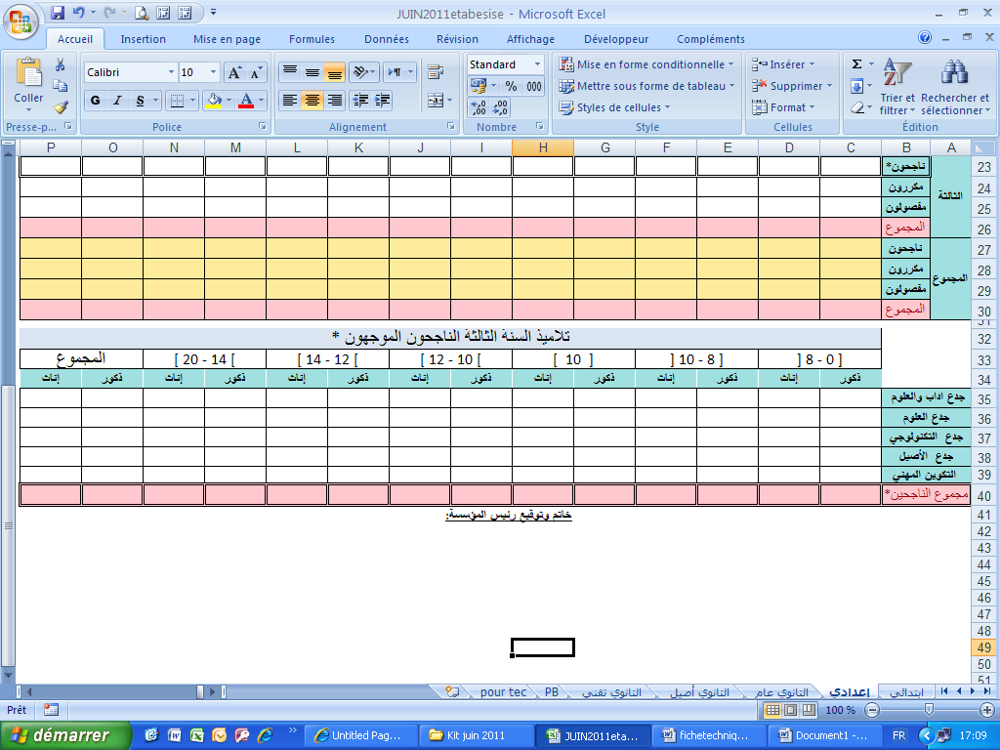 JUIN2011etabesise - Microsoft Excel
Accueil Insertion Mise en page Formules Données Révision Affichage Développeur Compléments
Coller
Presse-p...
Calibri 10
G I S
Police
Alignement
Standard
% 000
Nombre
Mise en forme conditionnelle
Mettre sous forme de tableau
Styles de cellules
Style
Insérer
Supprimer
Format
Cellules
Σ
Trier et filtrer
Rechercher et sélectionner
Édition
P O N M L K J I H G F E D C B A
ناجحون* 23
الثالثة
مكررون 24
مفصولون 25
المجموع 26
المجموع
ناجحون 27
مكررون 28
مفصولون 29
المجموع 30
31
تلاميذ السنة الثالثة الناجحون الموجهون * 32
[ 0 - 8 [ ] 8 - 10 [ [ 10 ] ] 10 - 12 ] ] 12 - 14 ] ] 14 - 20 ] المجموع 33
ذكور إناث ذكور إناث ذكور إناث ذكور إناث ذكور إناث ذكور إناث ذكور إناث 34
جدع اداب والعلوم 35
جدع العلوم 36
جدع التكنولوجي 37
جدع الأصيل 38
التكوين المهني 39
مجموع الناجحين* 40
خاتم وتوقيع رئيس المؤسسة: 41
42
43
44
45
46
47
48
49
50
51
ابتدائي إعدادي الثانوي عام الثانوي أصيل الثانوي تقني PB pour tec
Prêt 100 %
démarrer Untitled Pag... Kit juin 2011 JUIN2011eta... fichetechniq... Document1 -... FR 17:09